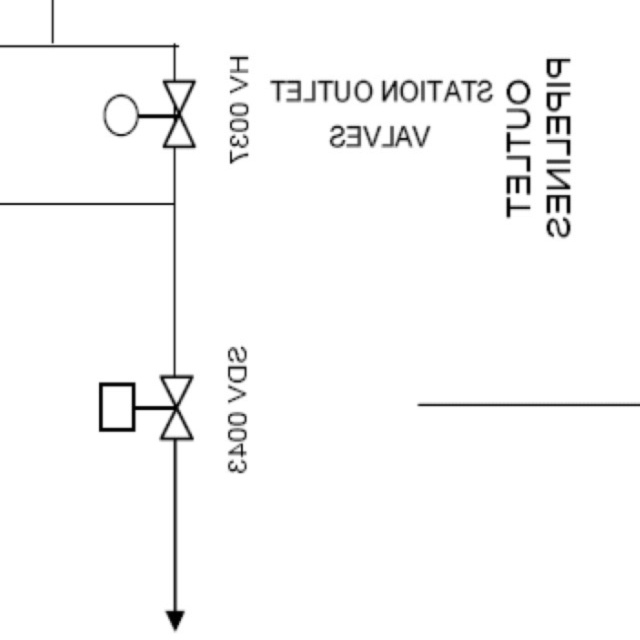 HV 0037
STATION OUTLET
VALVES
OUTLET
PIPELINES
SDV 0043